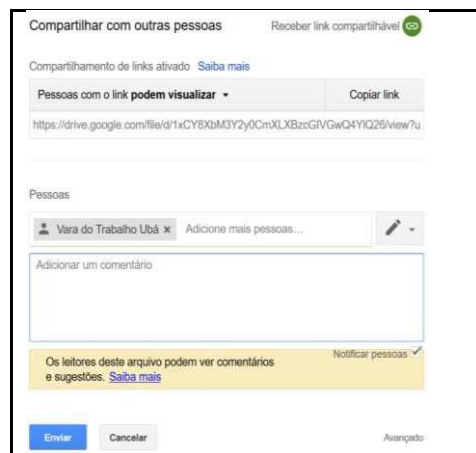 Compartilhar com outras pessoas Receber link compartilhável
Compartilhamento de links ativado Saiba mais
Pessoas com o link podem visualizar Copiar link
https://drive.google.com/file/d/1xCY8XbM3Y2y0CmXLXBzcGIVGwQ4YIQ26/view?u
Pessoas
Vara do Trabalho Ubá x Adicione mais pessoas...
Adicionar um comentário
Notificar pessoas
Os leitores deste arquivo podem ver comentários
e sugestões. Saiba mais
Enviar Cancelar Avançado